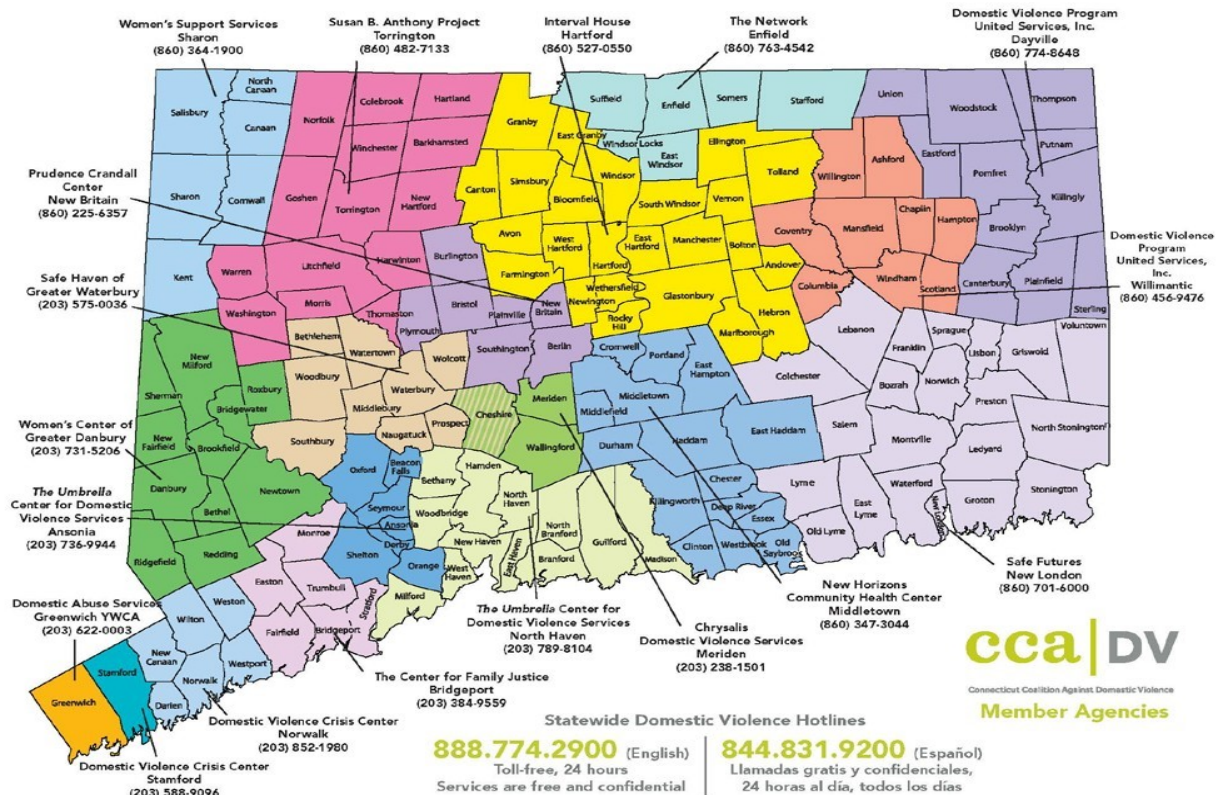 Women's Support Services
Sharon
(860) 364-1900
Susan B. Anthony Project
Torrington
(860) 482-7133
Interval House
Hartford
(860) 527-0550
The Network
Enfield
(860) 763-4542
Domestic Violence Program
United Services, Inc.
Dayville
(860) 774-8648
Prudence Crandall
Center
New Britain
(860) 225-6357
Safe Haven of
Greater Waterbury
(203) 575-0036
Women's Center of
Greater Danbury
(203) 731-5206
The Umbrella
Center for Domestic
Violence Services
Ansonia
(203) 736-9944
Domestic Abuse Services
Greenwich YWCA
(203) 622-0003
Domestic Violence
Program
United Services,
Inc.
Willimantic
(860) 456-9476
Salisbury
North
Canaan
Canaan
Sharon
Cornwall
Kent
Norfolk
Colebrook
Hartland
Winchester
Barkhamsted
Goshen
Torrington
New
Hartford
Warren
Litchfield
Harwinton
Washington
Morris
Thomaston
Granby
East Granby
Suffield
Enfield
Somers
Stafford
Windsor Locks
East
Windsor
Canton
Simsbury
Bloomfield
Windsor
South Windsor
Ellington
Tolland
Vernon
Avon
West
Hartford
Hartford
East
Hartford
Manchester
Bolton
Andover
Farmington
Wethersfield
Newington
Rocky
Hill
Glastonbury
Hebron
Marlborough
Union
Woodstock
Thompson
Putnam
Eastford
Pomfret
Killingly
Brooklyn
Canterbury
Plainfield
Sterling
Willington
Ashford
Chaplin
Hampton
Mansfield
Coventry
Columbia
Windham
Scotland
Burlington
Bristol
Plymouth
Plainville
New
Britain
Southington
Berlin
Bethlehem
Watertown
Wolcott
Woodbury
Waterbury
Middlebury
Naugatuck
Prospect
Southbury
Cheshire
Meriden
Wallingford
New
Milford
Sherman
Roxbury
Bridgewater
New
Fairfield
Brookfield
Danbury
Bethel
Newtown
Ridgefield
Redding
Cromwell
Portland
East
Hampton
Middletown
Middlefield
Durham
Haddam
East Haddam
Killingworth
Chester
Deep River
Essex
Clinton
Westbrook
Old
Saybrook
Lebanon
Franklin
Sprague
Lisbon
Griswold
Voluntown
Colchester
Bozrah
Norwich
Preston
North Stonington
Salem
Montville
Ledyard
Lyme
East
Lyme
Waterford
New London
Groton
Stonington
Old Lyme
Oxford
Beacon
Falls
Seymour
Ansonia
Derby
Shelton
Orange
Bethany
Hamden
Woodbridge
North
Haven
New Haven
West
Haven
East Haven
North
Branford
Branford
Guilford
Madison
Milford
Monroe
Easton
Trumbull
Fairfield
Bridgeport
Stratford
Weston
Wilton
New
Canaan
Norwalk
Westport
Darien
Stamford
Greenwich
Safe Futures
New London
(860) 701-6000
New Horizons
Community Health Center
Middletown
(860) 347-3044
Chrysalis
Domestic Violence Services
Meriden
(203) 238-1501
The Umbrella Center for
Domestic Violence Services
North Haven
(203) 789-8104
The Center for Family Justice
Bridgeport
(203) 384-9559
Domestic Violence Crisis Center
Norwalk
(203) 852-1980
Domestic Violence Crisis Center
Stamford
(203) 588-9096
cca|DV
Connecticut Coalition Against Domestic Violence
Member Agencies
Statewide Domestic Violence Hotlines
888.774.2900 (English)
Toll-free, 24 hours
Services are free and confidential
844.831.9200 (Español)
Llamadas gratis y confidenciales,
24 horas al día, todos los días